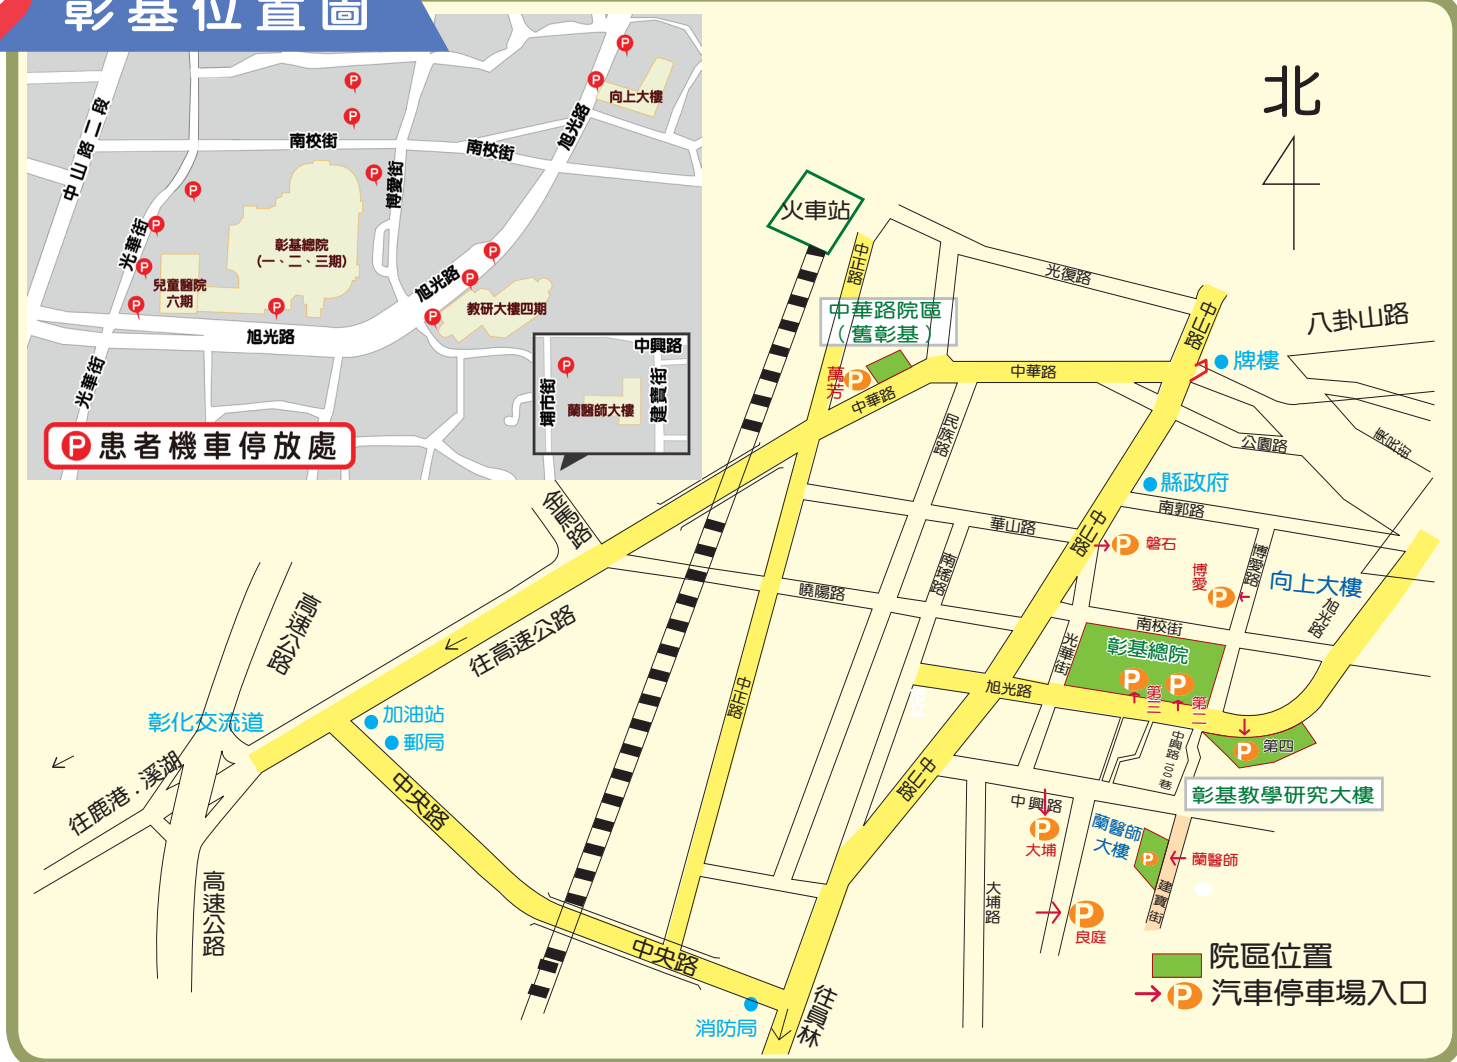 彰基位置圖
中山路二段
南校街
南校街
旭光路
向上大樓
博愛街
光華街
彰基總院
(一、二、三期)
兒童醫院
六期
旭光路
教研大樓四期
旭光路
光華街
中興路
埔市街
建寶街
蘭醫師大樓
P
患者機車停放處
北
火車站
中正路
光復路
中華路院區
(舊彰基)
中山路
八卦山路
牌樓
萬芳
P
中華路
中華路
民族路
公園路
縣政府
南郭路
金馬路
華山路
中山路
P
磐石
博愛路
博愛
P
向上大樓
旭光路
南瑤路
曉陽路
高速公路
往高速公路
南校街
光華街
彰基總院
P
P
第三
第二
旭光路
中正路
彰化交流道
加油站
郵局
往鹿港.溪湖
中央路
中山路
中興路100巷
P
第四
彰基教學研究大樓
中興路
P
大埔
蘭醫師
大樓
P
蘭醫師
建寶街
高速公路
大埔路
P
良庭
中央路
往員林
消防局
院區位置
P
汽車停車場入口